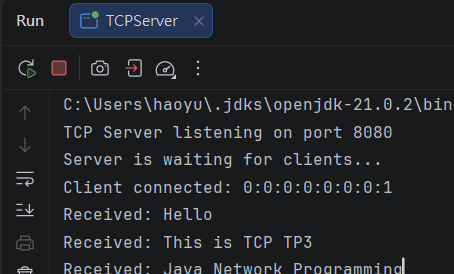 Run
TCPServer
C:\Users\haoyu\.jdks\openjdk-21.0.2\bin
TCP Server listening on port 8080
Server is waiting for clients...
Client connected: 0:0:0:0:0:0:0:1
Received: Hello
Received: This is TCP TP3
Received: Java Network Programming